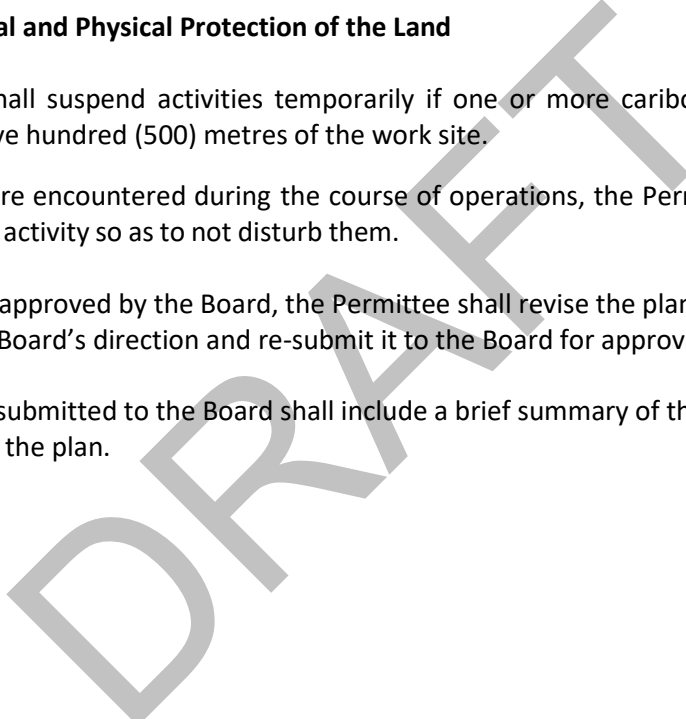 al and Physical Protection of the Land
hall suspend activities temporarily if one or more caribo
ve hundred (500) metres of the work site.
re encountered during the course of operations, the Perm
activity so as to not disturb them.
approved by the Board, the Permittee shall revise the plan
Board’s direction and re-submit it to the Board for approv
submitted to the Board shall include a brief summary of th
the plan.
DRAFT